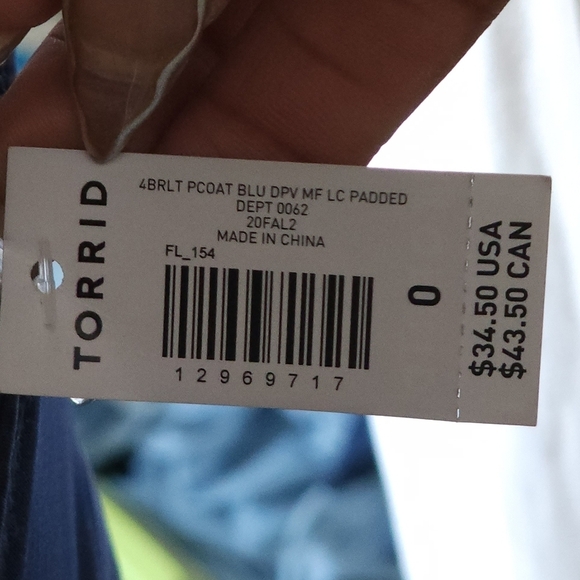 TORRID
4BRLT PCOAT BLU DPV MF LC PADDED
DEPT 0062
20FAL2
MADE IN CHINA
FL_154
12969717
0
$34.50 USA
$43.50 CAN